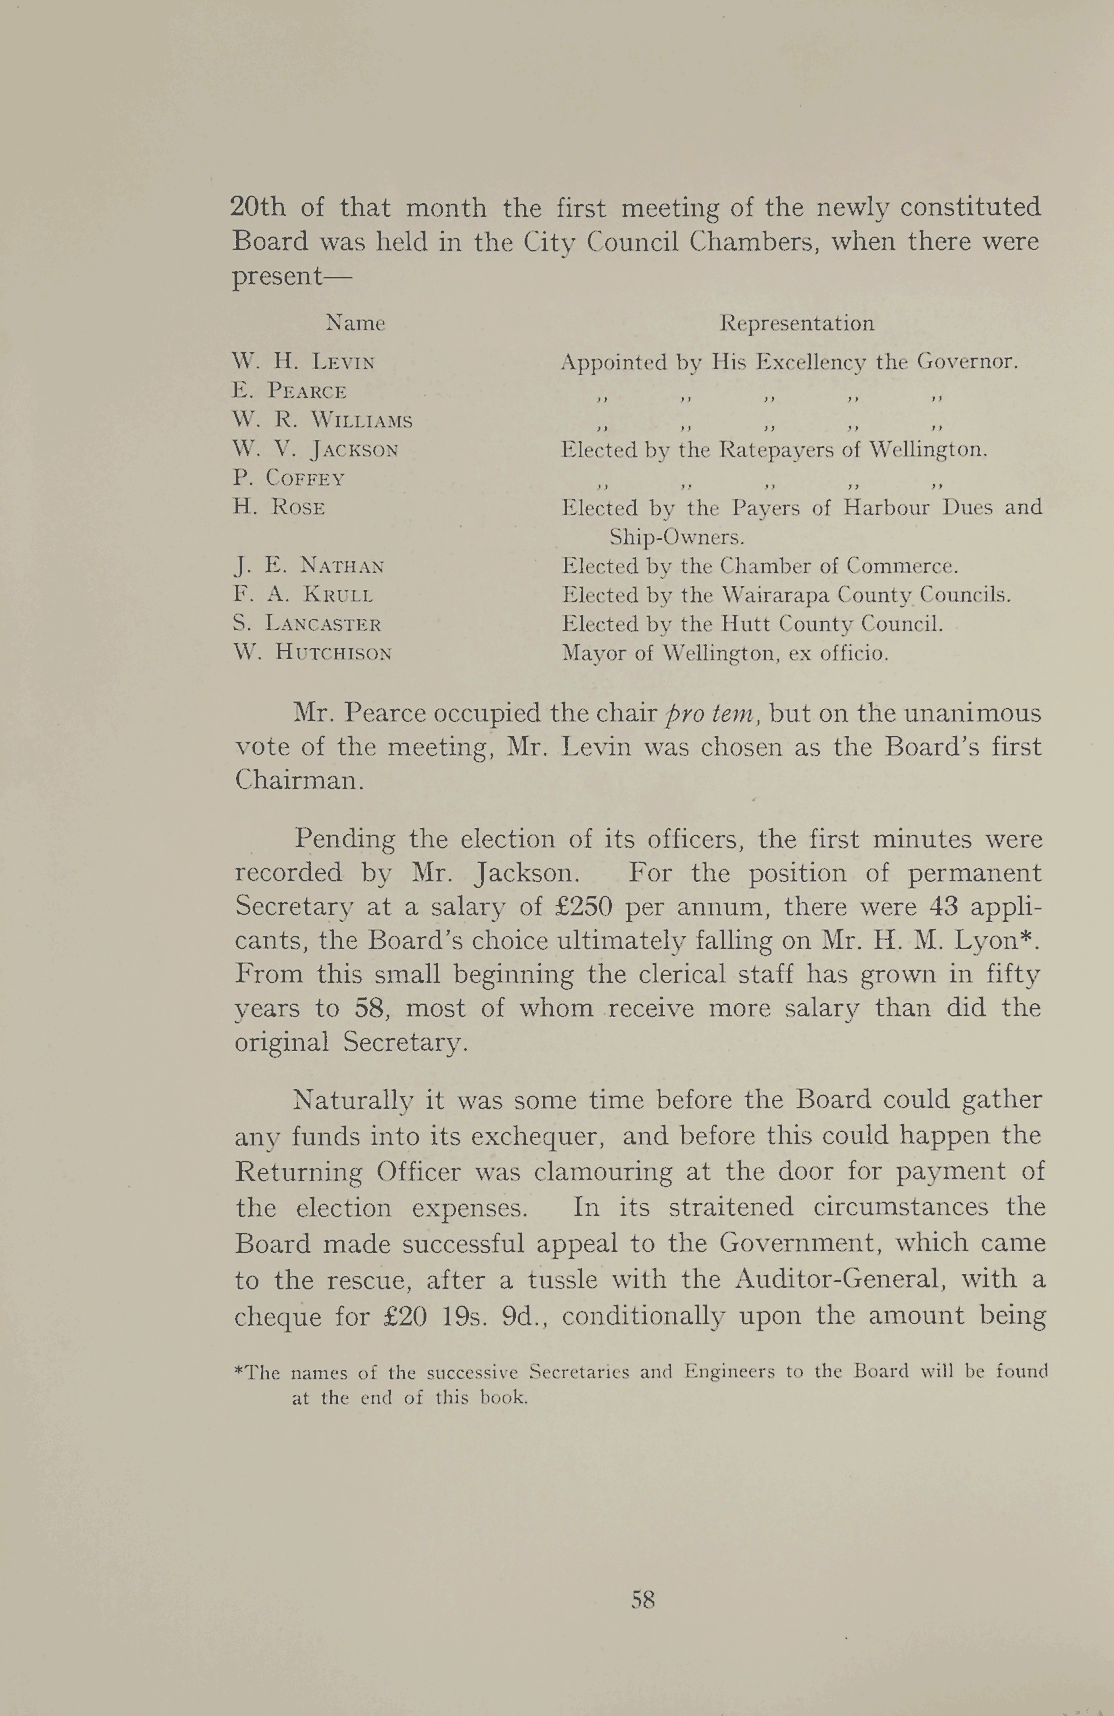 20th of that month the first meeting of the newly constituted
Board was held in the City Council Chambers, when there were
present—
Name Representation
W. H. Levin Appointed by His Excellency the Governor.
E. Pearce ,, ,, ,, ,, ,,
W. R. Williams ,, ,, ,, ,, ,,
W. V. Jackson Elected by the Ratepayers of Wellington.
P. Coffey ,, ,, ,, ,, ,,
H. Rose Elected by the Payers of Harbour Dues and
Ship-Owners.
J. E. Nathan Elected by the Chamber of Commerce.
F. A. Krull Elected by the Wairarapa County Councils.
S. Lancaster Elected by the Hutt County Council.
W. Hutchison Mayor of Wellington, ex officio.
Mr. Pearce occupied the chair pro tem, but on the unanimous
vote of the meeting, Mr. Levin was chosen as the Board's first
Chairman.
Pending the election of its officers, the first minutes were
recorded by Mr. Jackson. For the position of permanent
Secretary at a salary of £250 per annum, there were 43 appli-
cants, the Board's choice ultimately falling on Mr. H. M. Lyon*.
From this small beginning the clerical staff has grown in fifty
years to 58, most of whom receive more salary than did the
original Secretary.
Naturally it was some time before the Board could gather
any funds into its exchequer, and before this could happen the
Returning Officer was clamouring at the door for payment of
the election expenses. In its straitened circumstances the
Board made successful appeal to the Government, which came
to the rescue, after a tussle with the Auditor-General, with a
cheque for £20 19s. 9d., conditionally upon the amount being
*The names of the successive Secretaries and Engineers to the Board will be found
at the end of this book.
58